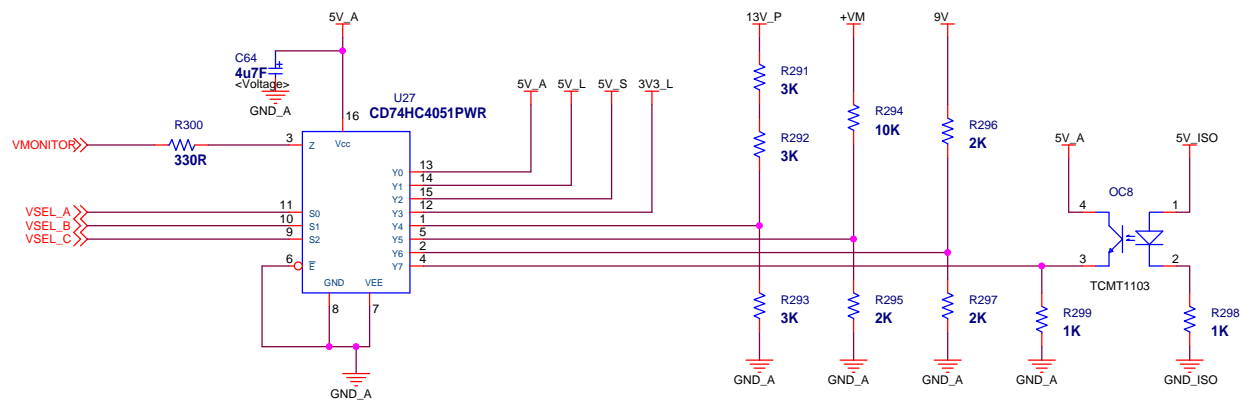 5V_A
13V_P
+VM
9V
C64
4u7F
<Voltage>
GND_A
5V_A
5V_L
5V_S
3V3_L
R291
3K
U27
CD74HC4051PWR
R294
10K
R292
3K
R296
2K
R300
330R
VMONITOR
3
Z
16
Vcc
5V_A
5V_ISO
OC8
4
1
3
2
TCMT1103
VSEL_A
VSEL_B
VSEL_C
11
10
9
S0
S1
S2
6
E
Y0
Y1
Y2
Y3
Y4
Y5
Y6
Y7
13
14
15
12
1
5
2
4
GND
VEE
8
7
GND_A
R293
3K
R295
2K
R297
2K
R299
1K
R298
1K
GND_A
GND_A
GND_A
GND_A
GND_ISO